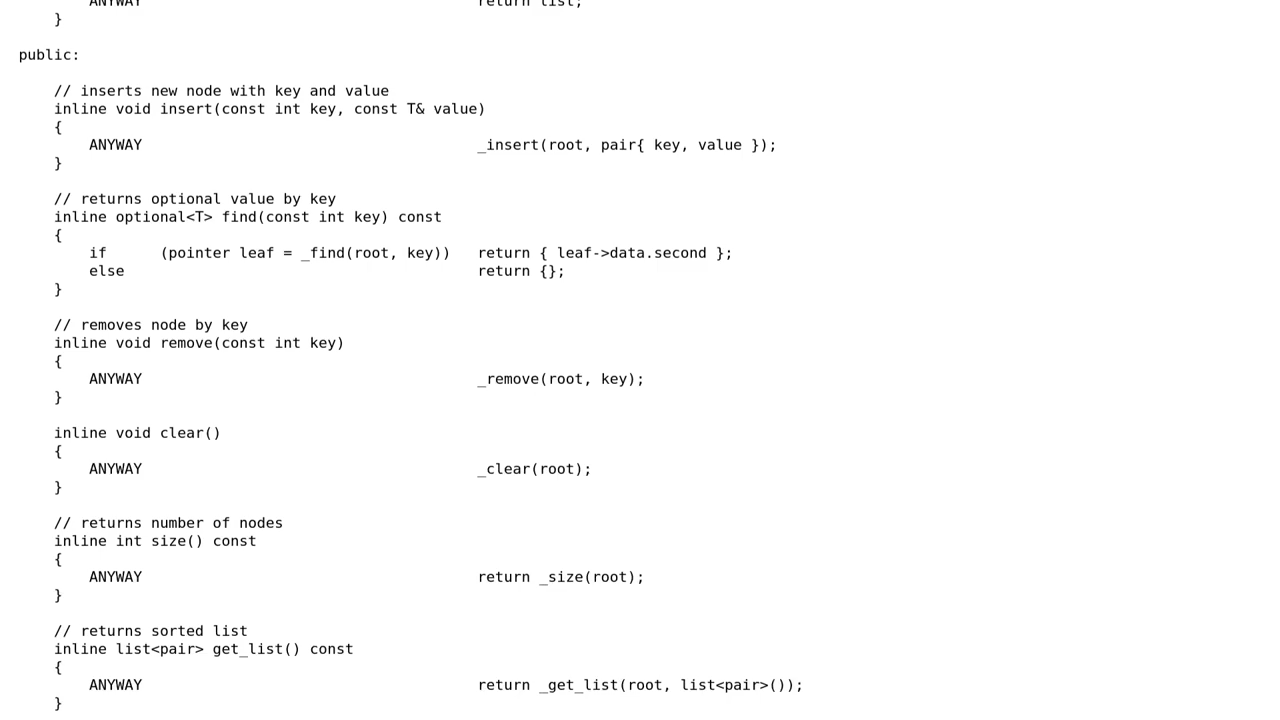 ANYWAY                                      return list;
    }

public:

    // inserts new node with key and value
    inline void insert(const int key, const T& value)
    {
        ANYWAY                                      _insert(root, pair{ key, value });
    }

    // returns optional value by key
    inline optional<T> find(const int key) const
    {
        if      (pointer leaf = _find(root, key))   return { leaf->data.second };
        else                                        return {};
    }

    // removes node by key
    inline void remove(const int key)
    {
        ANYWAY                                      _remove(root, key);
    }

    inline void clear()
    {
        ANYWAY                                      _clear(root);
    }

    // returns number of nodes
    inline int size() const
    {
        ANYWAY                                      return _size(root);
    }

    // returns sorted list
    inline list<pair> get_list() const
    {
        ANYWAY                                      return _get_list(root, list<pair>());
    }